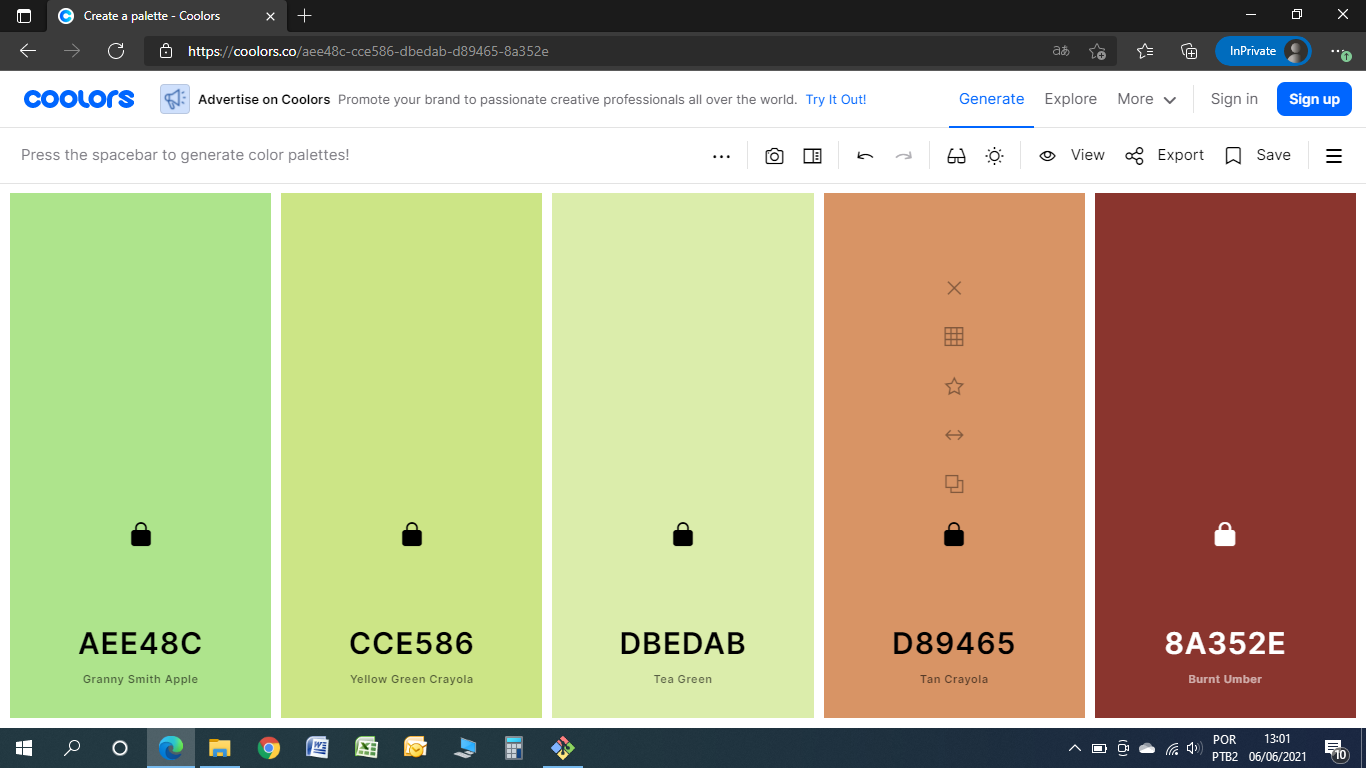 Create a palette - Coolors
https://coolors.co/aee48c-cce586-dbedab-d89465-8a352e
aあ
InPrivate
coolors
Advertise on Coolors Promote your brand to passionate creative professionals all over the world. Try It Out!
Generate
Explore
More
Sign in
Sign up
Press the spacebar to generate color palettes!
View
Export
Save
AEE48C
Granny Smith Apple
CCE586
Yellow Green Crayola
DBEDAB
Tea Green
D89465
Tan Crayola
8A352E
Burnt Umber
POR
PTB2
13:01
06/06/2021
10